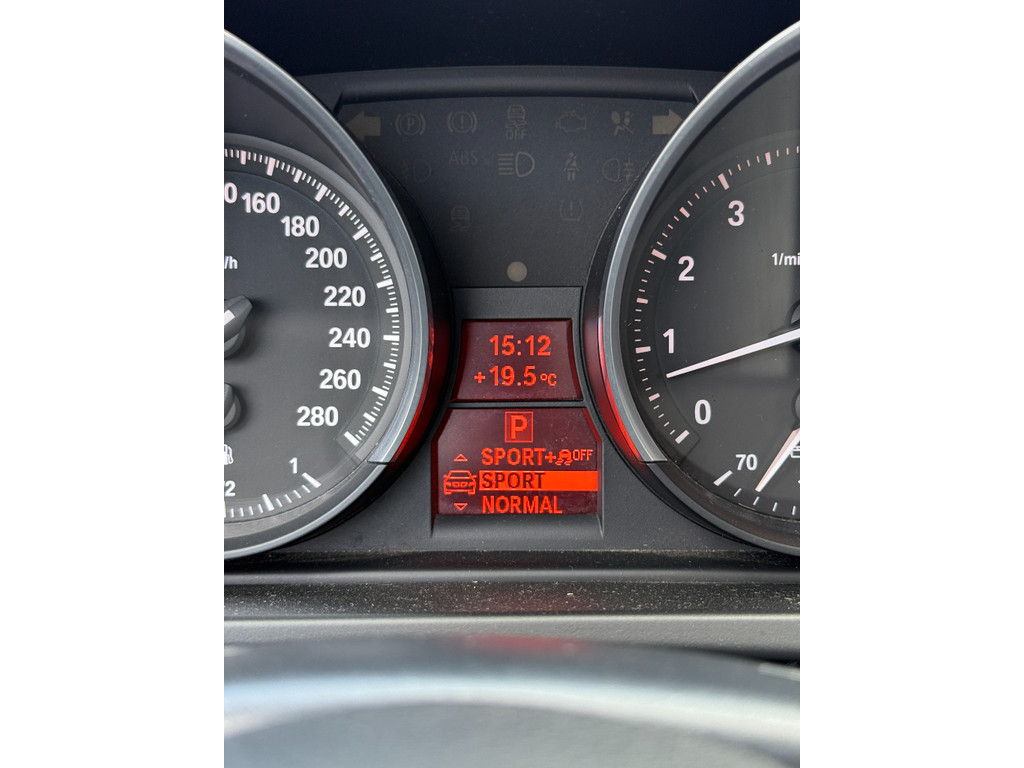 (P) (!) OFF
ABS
160
180
200
220
240
260
280
/h
1
2
3
2
1
0
1/mi
70
15:12
+19.5°C
P
SPORT+ OFF
SPORT
NORMAL